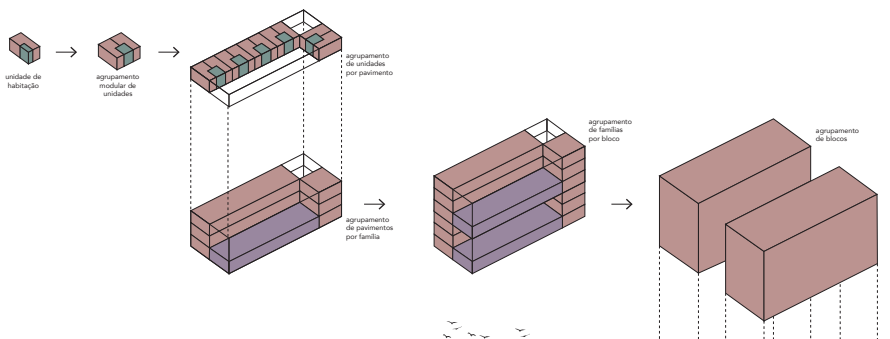 unidade de
habitação
agrupamento
modular de
unidades
agrupamento
de unidades
por pavimento
agrupamento
de pavimentos
por família
agrupamento
de famílias
por bloco
agrupamento
de blocos